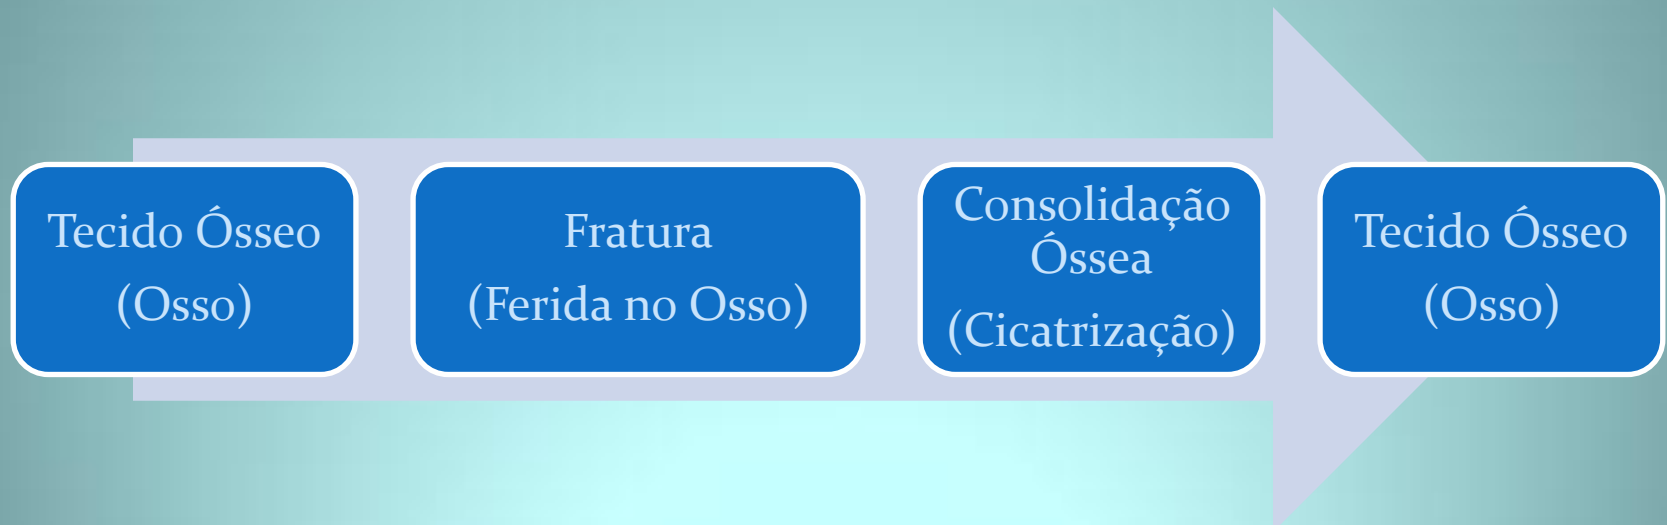 Tecido Ósseo
(Osso)
Fratura
(Ferida no Osso)
Consolidação
Óssea
(Cicatrização)
Tecido Ósseo
(Osso)